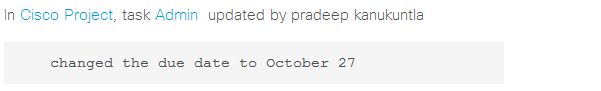 In Cisco Project, task Admin updated by pradeep kanukuntla
changed the due date to October 27